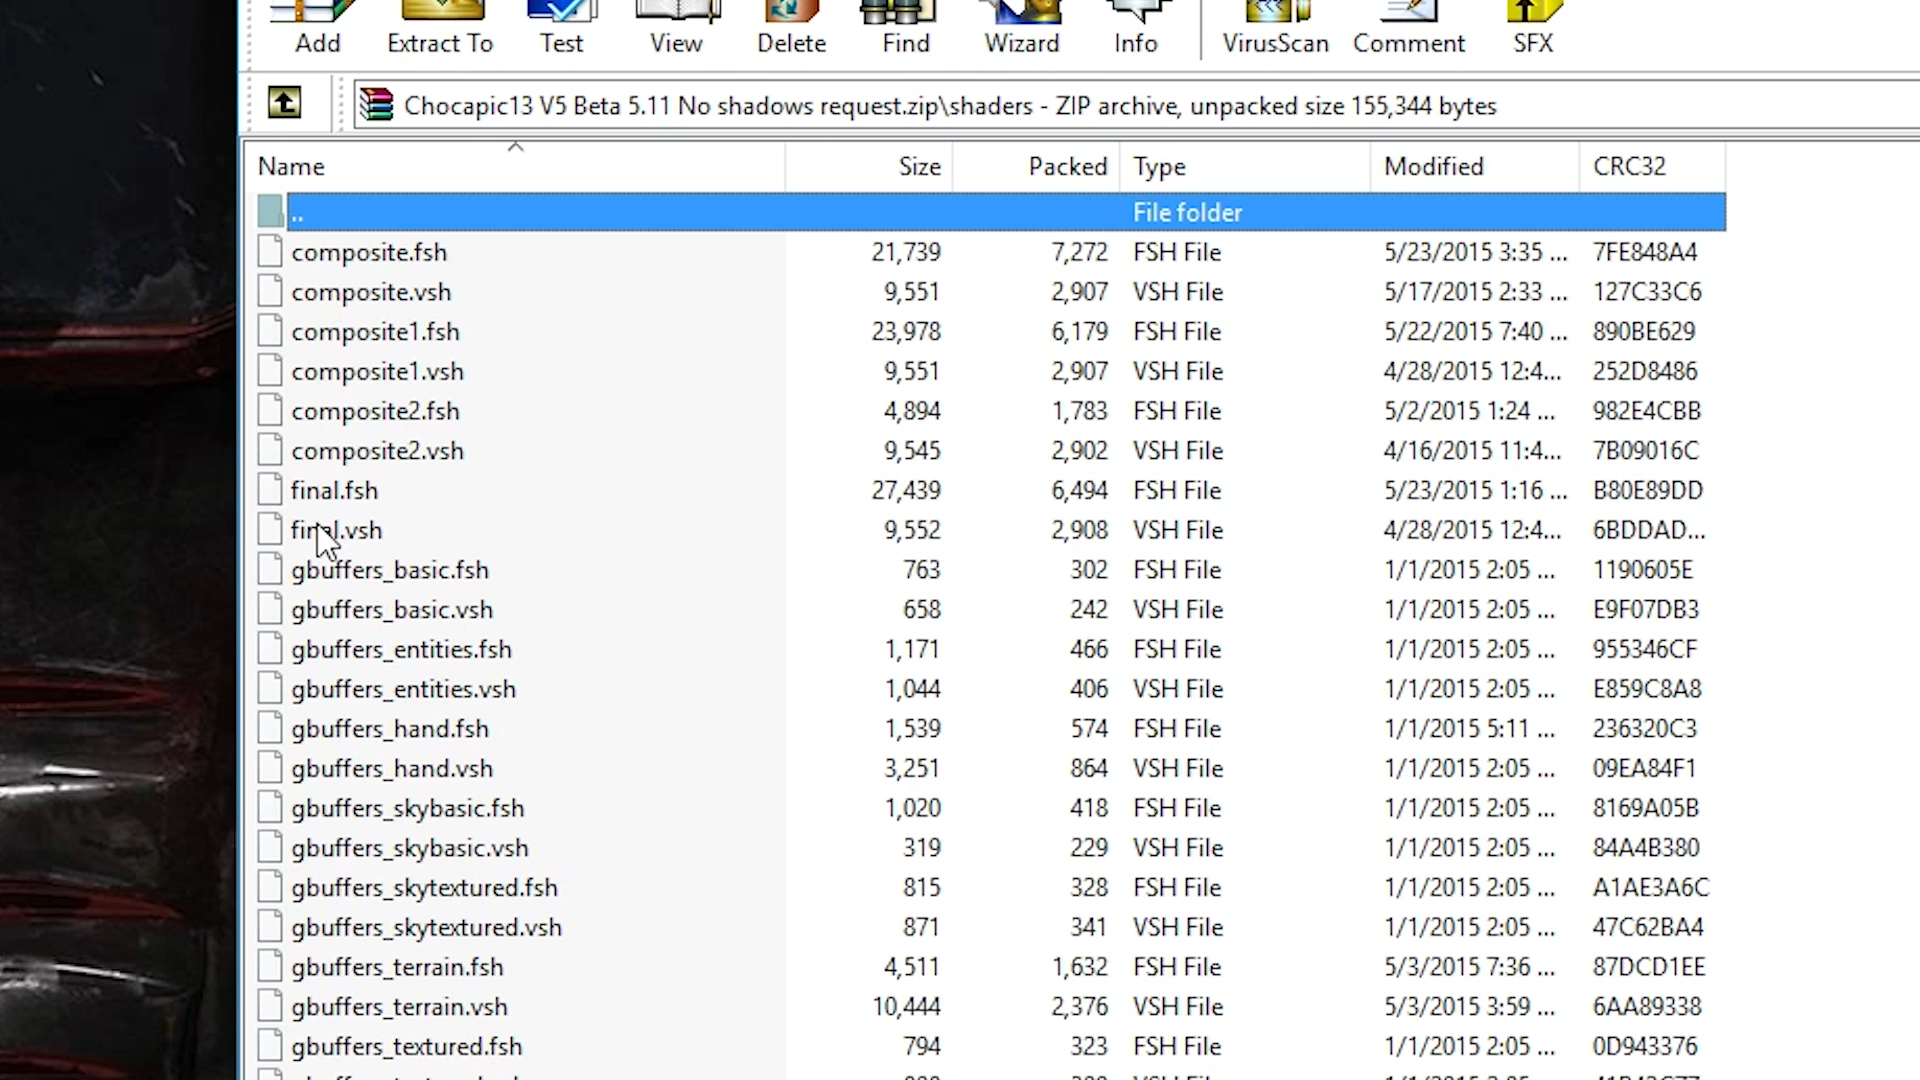 Add Extract To Test View Delete Find Wizard Info VirusScan Comment SFX
Chocapic13 V5 Beta 5.11 No shadows request.zip\shaders - ZIP archive, unpacked size 155,344 bytes
Name Size Packed Type Modified CRC32
.. File folder
composite.fsh 21,739 7,272 FSH File 5/23/2015 3:35 ... 7FE848A4
composite.vsh 9,551 2,907 VSH File 5/17/2015 2:33 ... 127C33C6
composite1.fsh 23,978 6,179 FSH File 5/22/2015 7:40 ... 890BE629
composite1.vsh 9,551 2,907 VSH File 4/28/2015 12:4... 252D8486
composite2.fsh 4,894 1,783 FSH File 5/2/2015 1:24 ... 982E4CBB
composite2.vsh 9,545 2,902 VSH File 4/16/2015 11:4... 7B09016C
final.fsh 27,439 6,494 FSH File 5/23/2015 1:16 ... B80E89DD
final.vsh 9,552 2,908 VSH File 4/28/2015 12:4... 6BDDAD...
gbuffers_basic.fsh 763 302 FSH File 1/1/2015 2:05 ... 1190605E
gbuffers_basic.vsh 658 242 VSH File 1/1/2015 2:05 ... E9F07DB3
gbuffers_entities.fsh 1,171 466 FSH File 1/1/2015 2:05 ... 955346CF
gbuffers_entities.vsh 1,044 406 VSH File 1/1/2015 2:05 ... E859C8A8
gbuffers_hand.fsh 1,539 574 FSH File 1/1/2015 5:11 ... 236320C3
gbuffers_hand.vsh 3,251 864 VSH File 1/1/2015 2:05 ... 09EA84F1
gbuffers_skybasic.fsh 1,020 418 FSH File 1/1/2015 2:05 ... 8169A05B
gbuffers_skybasic.vsh 319 229 VSH File 1/1/2015 2:05 ... 84A4B380
gbuffers_skytextured.fsh 815 328 FSH File 1/1/2015 2:05 ... A1AE3A6C
gbuffers_skytextured.vsh 871 341 VSH File 1/1/2015 2:05 ... 47C62BA4
gbuffers_terrain.fsh 4,511 1,632 FSH File 5/3/2015 7:36 ... 87DCD1EE
gbuffers_terrain.vsh 10,444 2,376 VSH File 5/3/2015 3:59 ... 6AA89338
gbuffers_textured.fsh 794 323 FSH File 1/1/2015 2:05 ... 0D943376